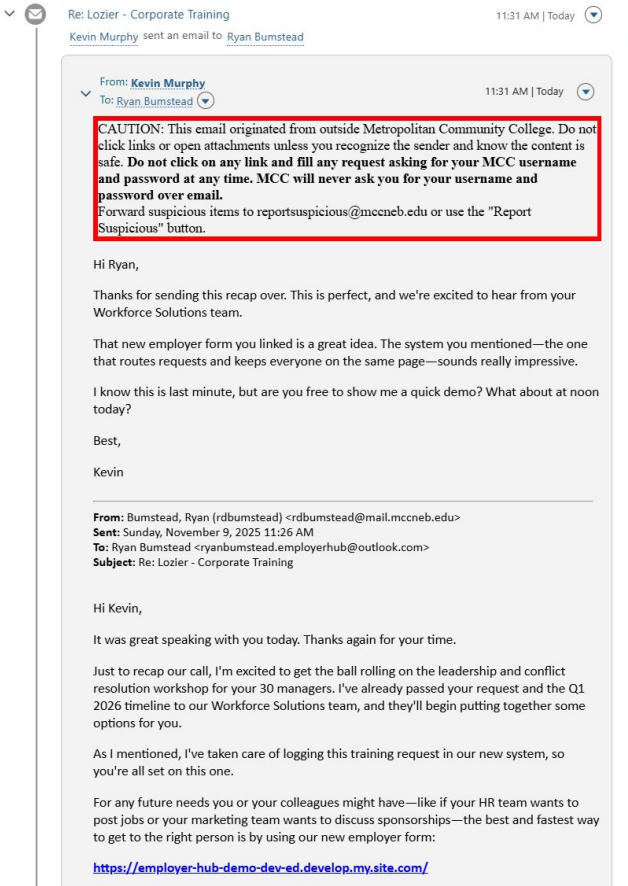 Re: Lozier - Corporate Training
11:31 AM | Today
Kevin Murphy sent an email to Ryan Bumstead
From: Kevin Murphy
To: Ryan Bumstead
11:31 AM | Today
CAUTION: This email originated from outside Metropolitan Community College. Do not
click links or open attachments unless you recognize the sender and know the content is
safe. Do not click on any link and fill any request asking for your MCC username
and password at any time. MCC will never ask you for your username and
password over email.
Forward suspicious items to reportsuspicious@mccneb.edu or use the "Report
Suspicious" button.
Hi Ryan,
Thanks for sending this recap over. This is perfect, and we're excited to hear from your
Workforce Solutions team.
That new employer form you linked is a great idea. The system you mentioned—the one
that routes requests and keeps everyone on the same page—sounds really impressive.
I know this is last minute, but are you free to show me a quick demo? What about at noon
today?
Best,
Kevin
From: Bumstead, Ryan (rdbumstead) <rdbumstead@mail.mccneb.edu>
Sent: Sunday, November 9, 2025 11:26 AM
To: Ryan Bumstead <ryanbumstead.employerhub@outlook.com>
Subject: Re: Lozier - Corporate Training
Hi Kevin,
It was great speaking with you today. Thanks again for your time.
Just to recap our call, I'm excited to get the ball rolling on the leadership and conflict
resolution workshop for your 30 managers. I've already passed your request and the Q1
2026 timeline to our Workforce Solutions team, and they'll begin putting together some
options for you.
As I mentioned, I've taken care of logging this training request in our new system, so
you're all set on this one.
For any future needs you or your colleagues might have—like if your HR team wants to
post jobs or your marketing team wants to discuss sponsorships—the best and fastest way
to get to the right person is by using our new employer form:
https://employer-hub-demo-dev-ed.develop.my.site.com/